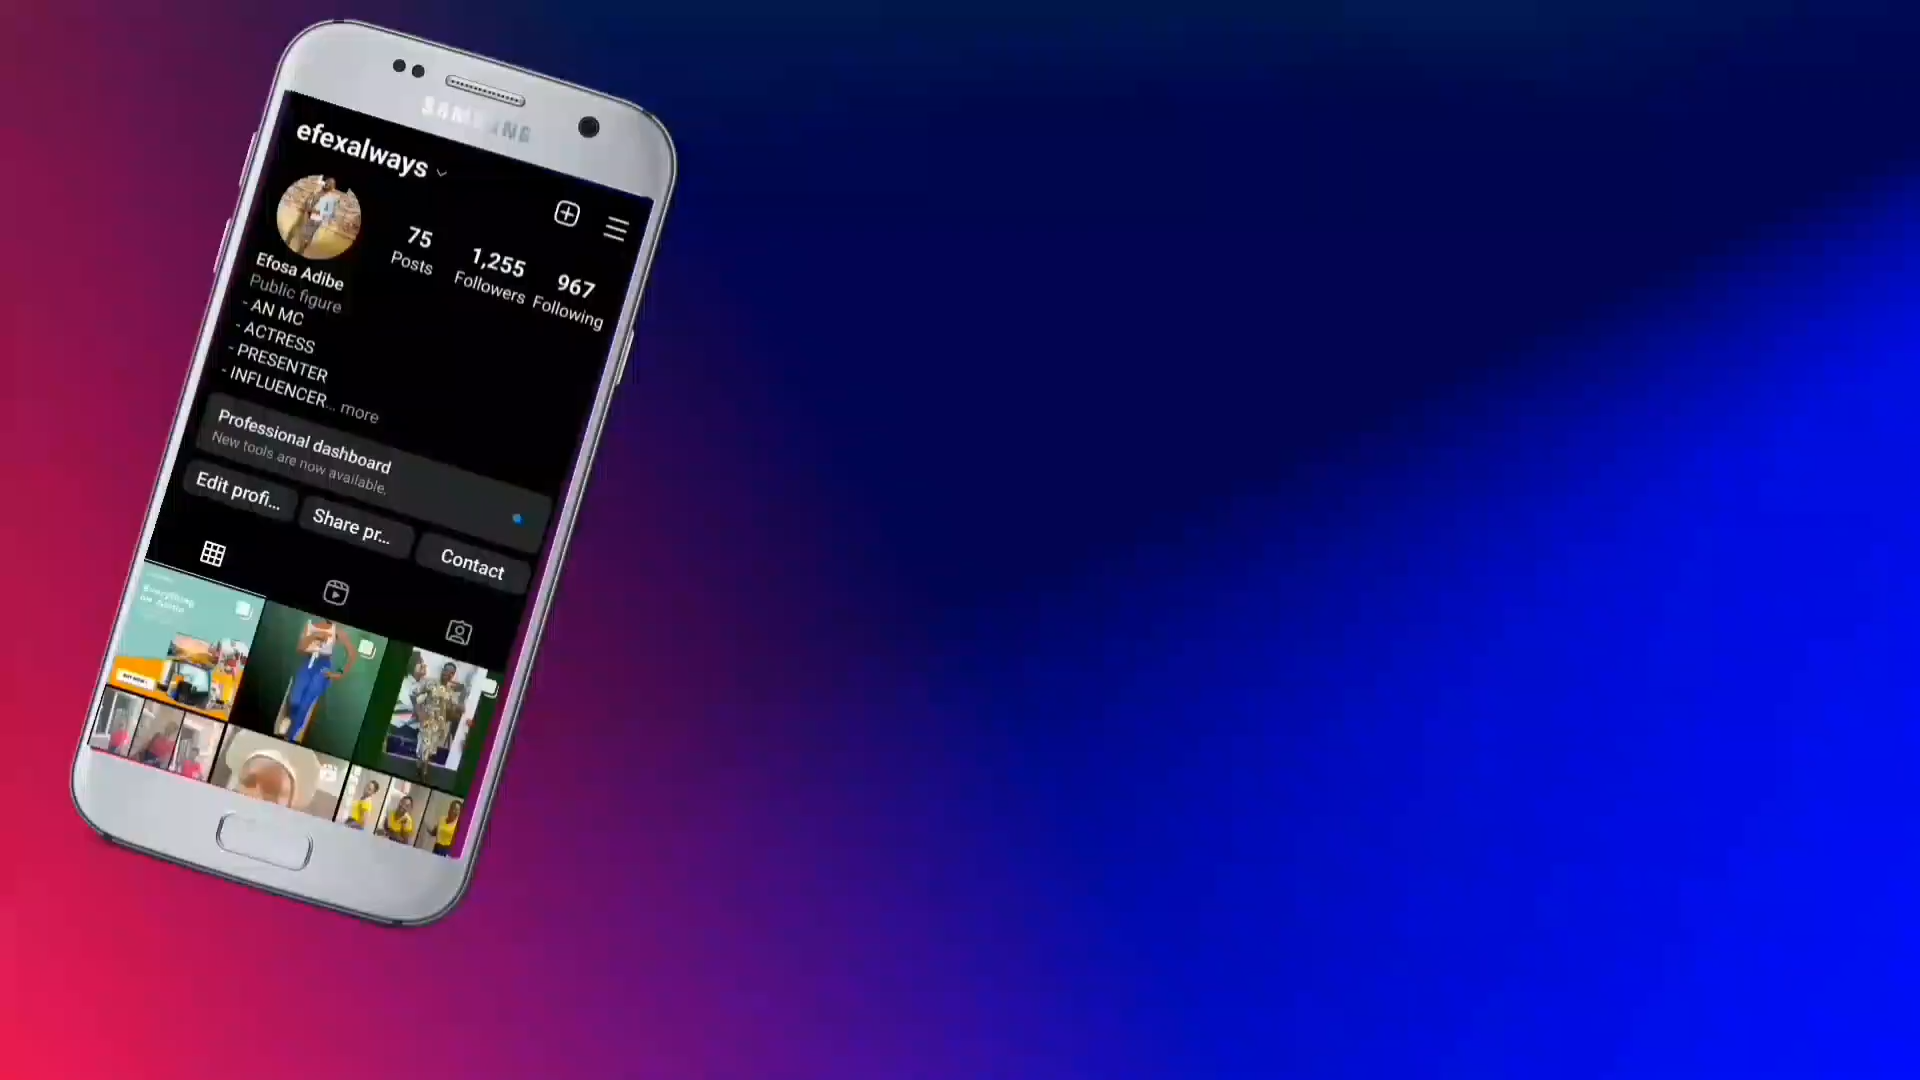 SAMSUNG
efexalways
75
Posts
1,255
Followers
967
Following
Efosa Adibe
Public figure
- AN MC
- ACTRESS
- PRESENTER
- INFLUENCER... more
Professional dashboard
New tools are now available.
Edit profi...
Share pr...
Contact
Everything